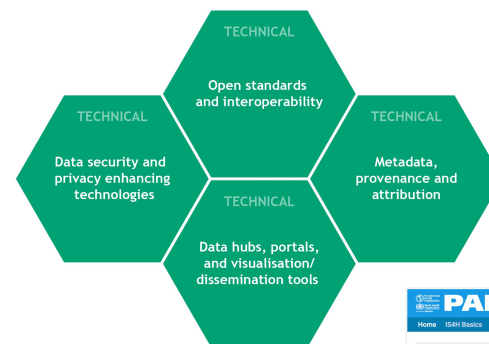 TECHNICAL
Open standards
and interoperability
TECHNICAL
Data security and
privacy enhancing
technologies
TECHNICAL
Metadata,
provenance and
attribution
TECHNICAL
Data hubs, portals,
and visualisation/
dissemination tools
PA
Home IS4H Basics